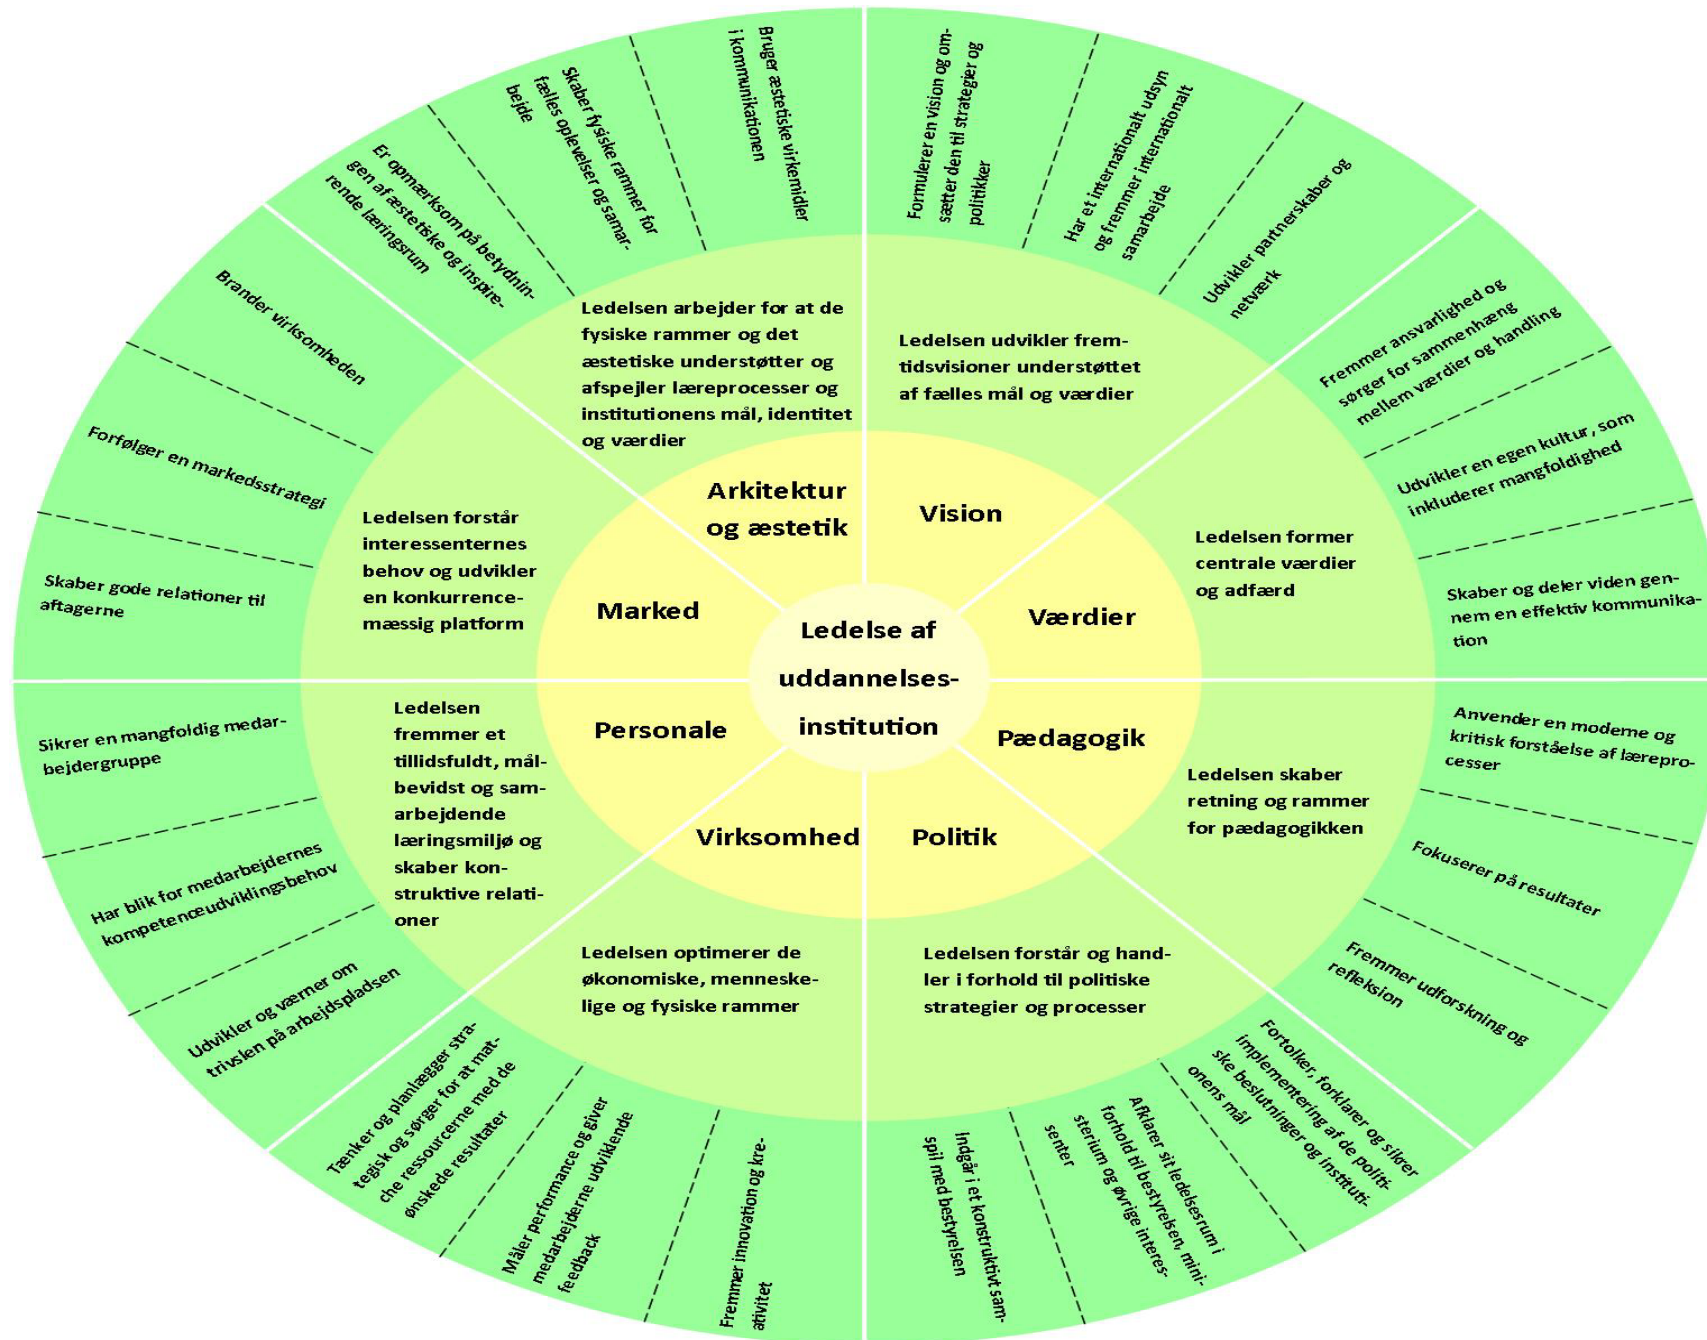 Ledelse af
uddannelses-
institution
Vision
Ledelsen udvikler frem-
tidsvisioner understøttet
af fælles mål og værdier
Formulerer en vision og om-
sætter den til strategier og
politikker
Har et internationalt udsyn
og fremmer internationalt
samarbejde
Udvikler partnerskaber og
netværk
Værdier
Ledelsen former
centrale værdier
og adfærd
Fremmer ansvarlighed og
sørger for sammenhæng
mellem værdier og handling
Udvikler en egen kultur, som
inkluderer mangfoldighed
Skaber og deler viden gen-
nem en effektiv kommunika-
tion
Pædagogik
Ledelsen skaber
retning og rammer
for pædagogikken
Anvender en moderne og
kritisk forståelse af lærepro-
cesser
Fokuserer på resultater
Fremmer udforskning og
refleksion
Politik
Ledelsen forstår og hand-
ler i forhold til politiske
strategier og processer
Fortolker, forklarer og sikrer
implementering af de politi-
ske beslutninger og instituti-
onens mål
Afklarer sit ledelsesrum i
forhold til bestyrelsen, mini-
sterium og øvrige interes-
senter
Indgår i et konstruktivt sam-
spil med bestyrelsen
Virksomhed
Ledelsen optimerer de
økonomiske, menneske-
lige og fysiske rammer
Fremmer innovation og kre-
ativitet
Måler performance og giver
medarbejderne udviklende
feedback
Tænker og planlægger stra-
tegisk og sørger for at mat-
che ressourcerne med de
ønskede resultater
Personale
Ledelsen
fremmer et
tillidsfuldt, mål-
bevidst og sam-
arbejdende
læringsmiljø og
skaber kon-
struktive relati-
oner
Udvikler og værner om
trivslen på arbejdspladsen
Har blik for medarbejdernes
kompetenceudviklingsbehov
Sikrer en mangfoldig medar-
bejdergruppe
Marked
Ledelsen forstår
interessenternes
behov og udvikler
en konkurrence-
mæssig platform
Skaber gode relationer til
aftagerne
Forfølger en markedsstrategi
Brander virksomheden
Arkitektur
og æstetik
Ledelsen arbejder for at de
fysiske rammer og det
æstetiske understøtter og
afspejler læreprocesser og
institutionens mål, identitet
og værdier
Er opmærksom på betydnin-
gen af æstetiske og inspire-
rende læringsrum
Skaber fysiske rammer for
fælles oplevelser og samar-
bejde
Bruger æstetiske virkemidler
i kommunikationen